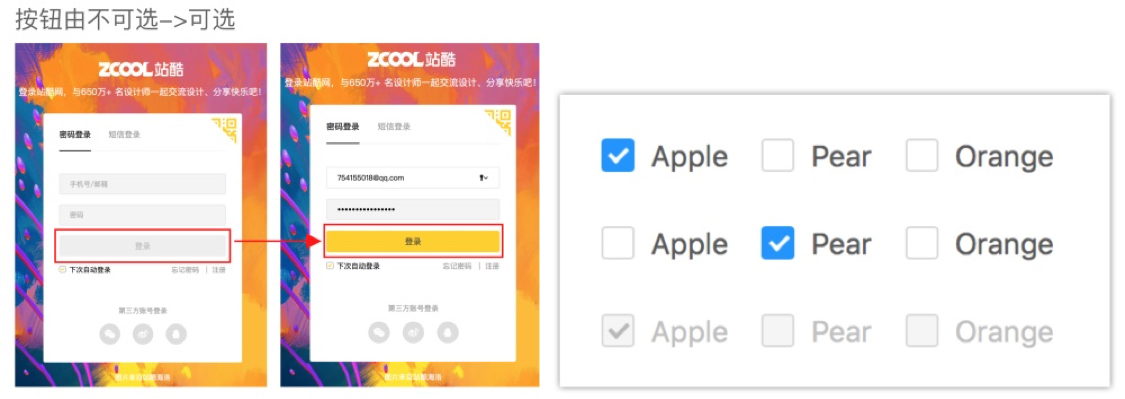 按钮由不可选->可选
ZCOOL站酷
登录站酷网，与650万+ 名设计师一起交流设计、分享快乐吧！
密码登录 短信登录
手机号/邮箱
密码
登录
下次自动登录 忘记密码 | 注册
第三方账号登录
ZCOOL站酷
登录站酷网，与650万+ 名设计师一起交流设计、分享快乐吧！
密码登录 短信登录
754155018@qq.com
••••••••••••••••
登录
下次自动登录 忘记密码 | 注册
第三方账号登录
Apple Pear Orange
Apple Pear Orange
Apple Pear Orange